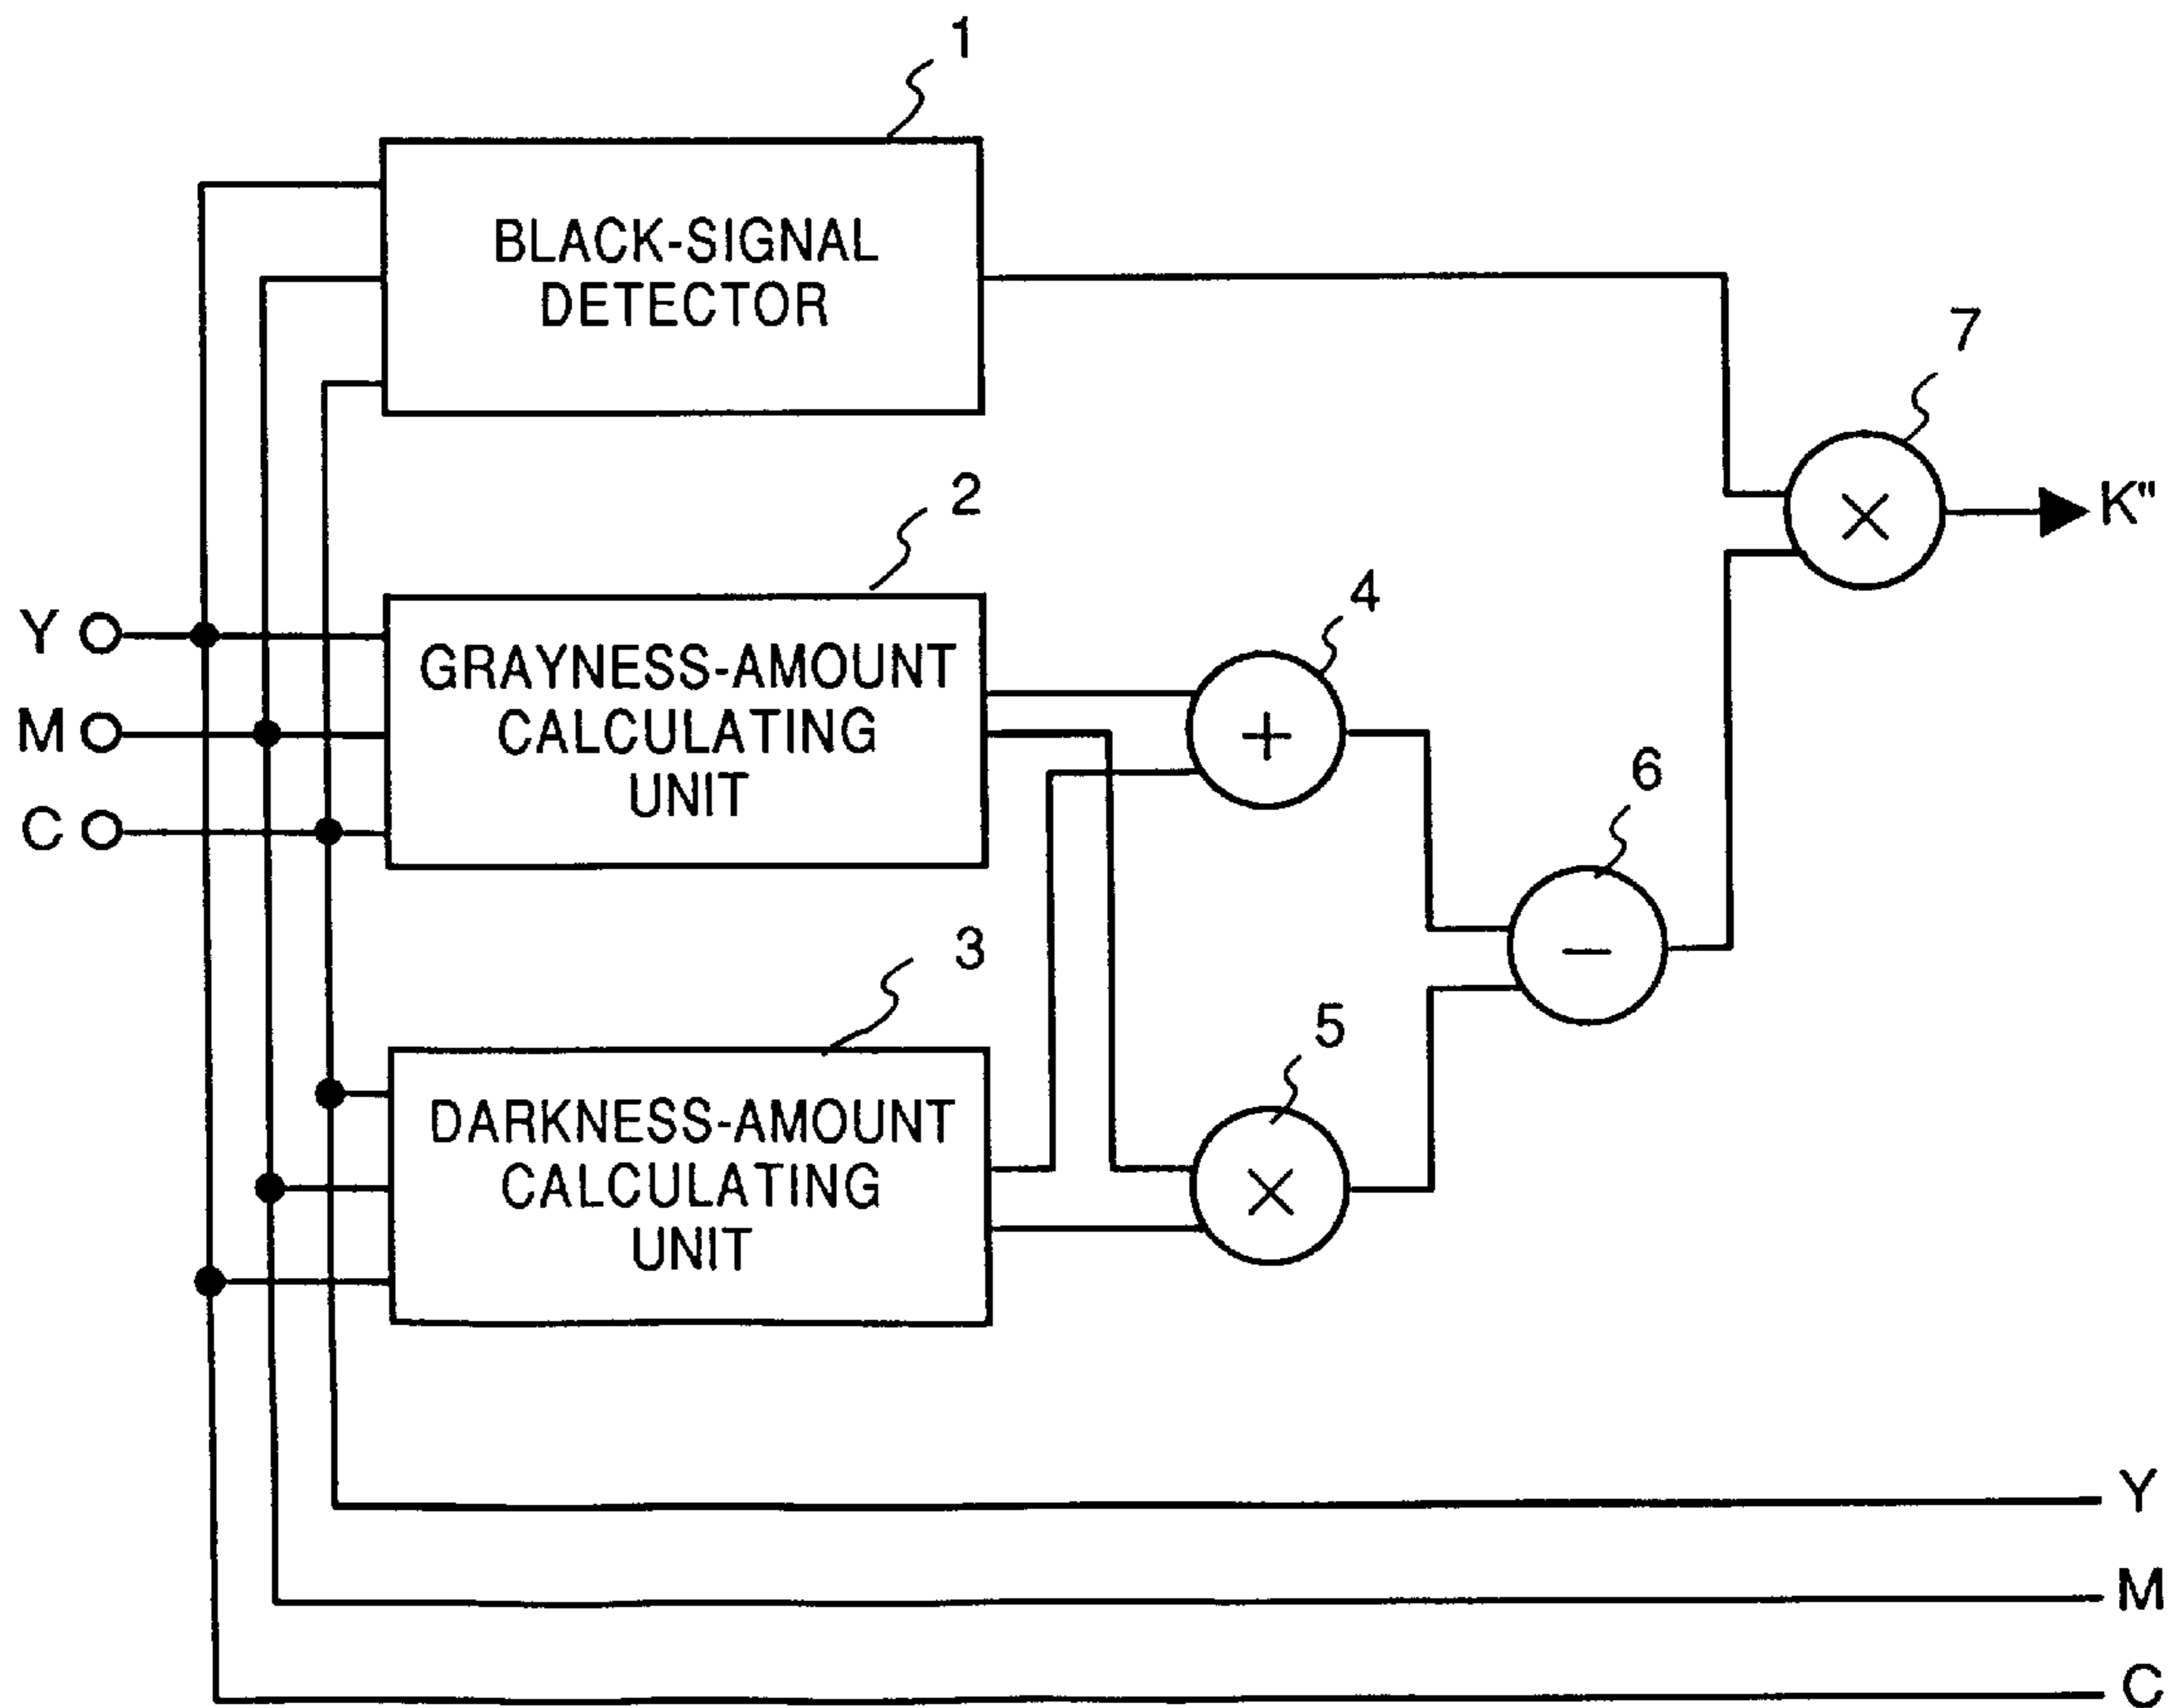 1
BLACK-SIGNAL
DETECTOR
7
K"
2
Y
GRAYNESS-AMOUNT
M
CALCULATING
C
UNIT
4
+
×
6
−
3
DARKNESS-AMOUNT
CALCULATING
UNIT
5
×
Y
M
C